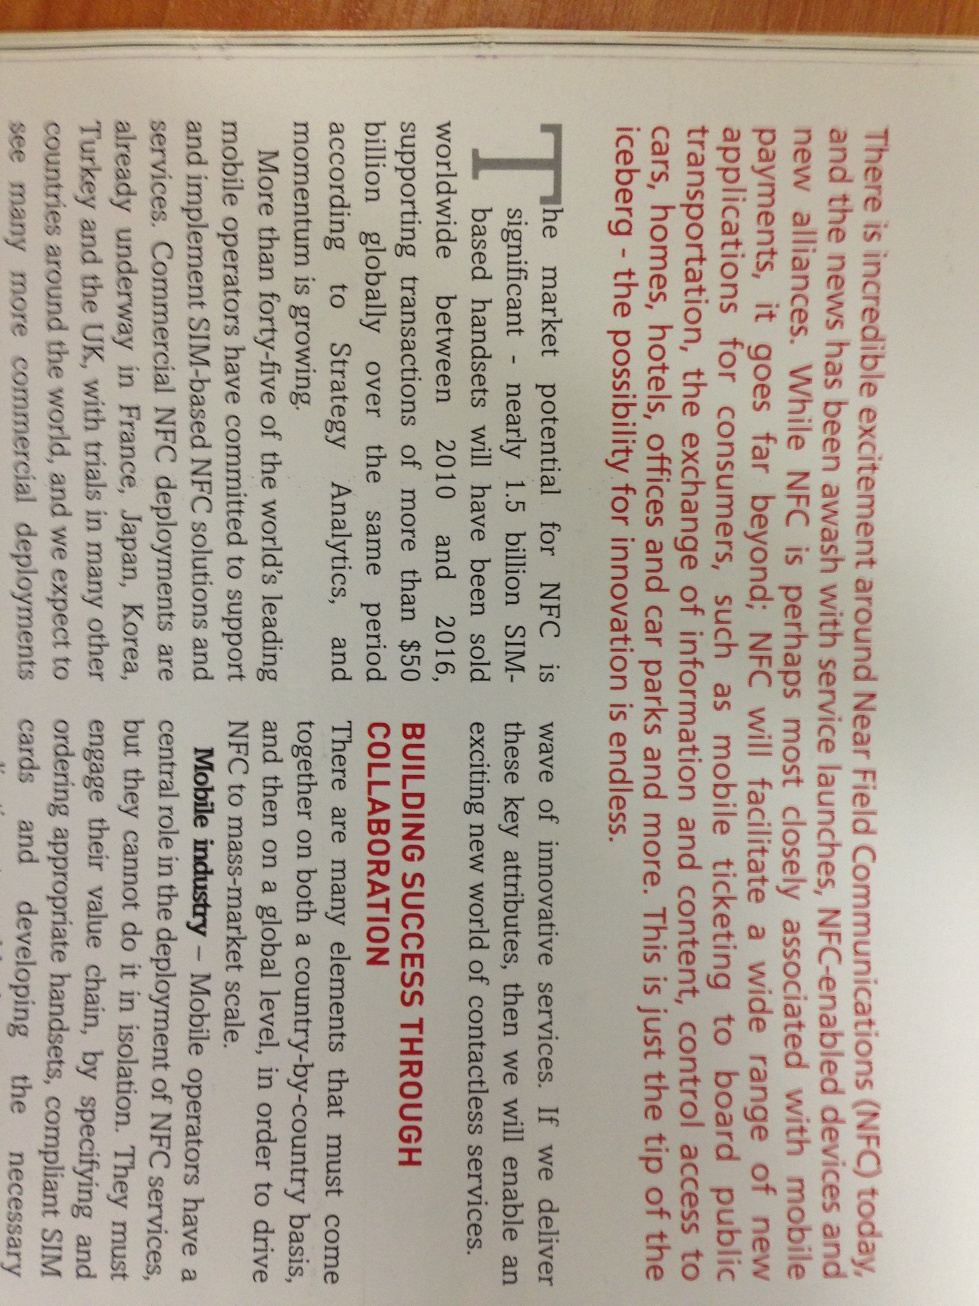 There is incredible excitement around Near Field Communications (NFC) today,
and the news has been awash with service launches, NFC-enabled devices and
new alliances. While NFC is perhaps most closely associated with mobile
payments, it goes far beyond; NFC will facilitate a wide range of new
applications for consumers, such as mobile ticketing to board public
transportation, the exchange of information and content, control access to
cars, homes, hotels, offices and car parks and more. This is just the tip of the
iceberg - the possibility for innovation is endless.
The market potential for NFC is
significant - nearly 1.5 billion SIM-
based handsets will have been sold
worldwide between 2010 and 2016,
supporting transactions of more than $50
billion globally over the same period
according to Strategy Analytics, and
momentum is growing.
More than forty-five of the world's leading
mobile operators have committed to support
and implement SIM-based NFC solutions and
services. Commercial NFC deployments are
already underway in France, Japan, Korea,
Turkey and the UK, with trials in many other
countries around the world, and we expect to
see many more commercial deployments
wave of innovative services. If we deliver
these key attributes, then we will enable an
exciting new world of contactless services.
BUILDING SUCCESS THROUGH
COLLABORATION
There are many elements that must come
together on both a country-by-country basis,
and then on a global level, in order to drive
NFC to mass-market scale.
Mobile industry – Mobile operators have a
central role in the deployment of NFC services,
but they cannot do it in isolation. They must
engage their value chain, by specifying and
ordering appropriate handsets, compliant SIM
cards and developing the necessary